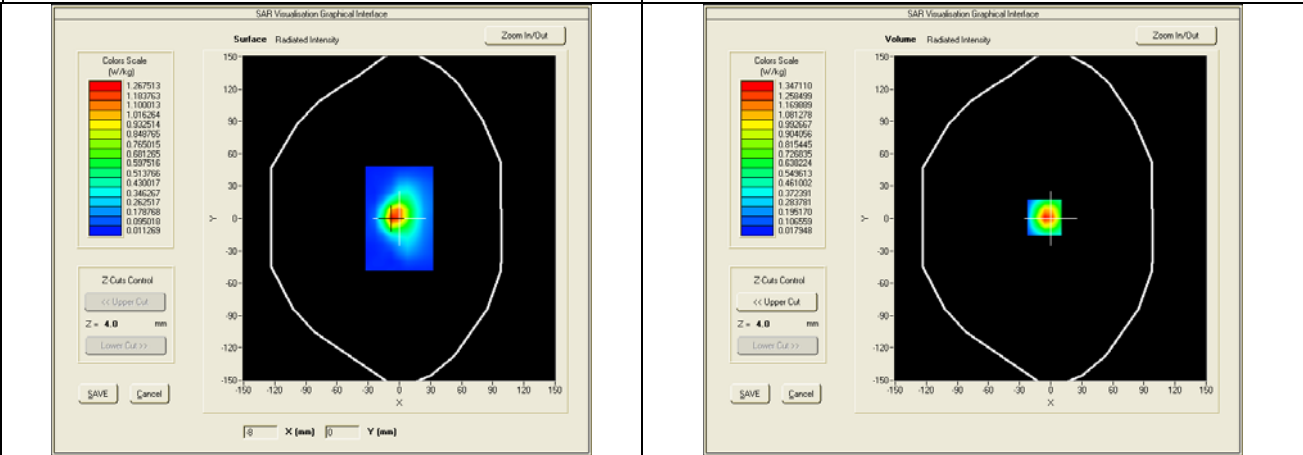 SAR Visualisation Graphical Interface
Surface Radiated Intensity
Zoom In/Out
Colors Scale
(W/kg)
1.267513
1.183763
1.100013
1.016264
0.932514
0.848765
0.765015
0.681265
0.597516
0.513766
0.430017
0.346267
0.262517
0.178768
0.095018
0.011269
Z-Cuts Control
<< Upper Cut
Z = 4.0 mm
Lower Cut >>
SAVE Cancel
150
120
90
60
30
0
-30
-60
-90
-120
-150
Y
-150 -120 -90 -60 -30 0 30 60 90 120 150
X
-8 X (mm) 0 Y (mm)
SAR Visualisation Graphical Interface
Volume Radiated Intensity
Zoom In/Out
Colors Scale
(W/kg)
1.347110
1.258499
1.169889
1.081278
0.992667
0.904056
0.815445
0.726835
0.638224
0.549613
0.461002
0.372391
0.283781
0.195170
0.106559
0.017948
Z-Cuts Control
<< Upper Cut
Z = 4.0 mm
Lower Cut >>
SAVE Cancel
150
120
90
60
30
0
-30
-60
-90
-120
-150
Y
-150 -120 -90 -60 -30 0 30 60 90 120 150
X